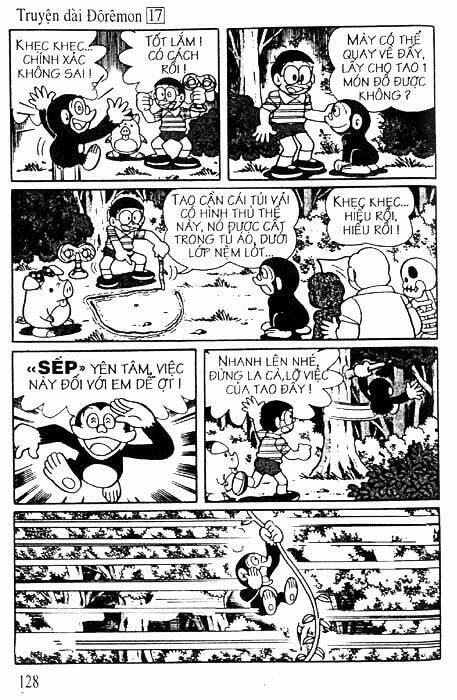 Truyện dài Đôrêmon 17
KHẸC KHẸC...
CHÍNH XÁC
KHÔNG SAI!
TỐT LẮM!
CÓ CÁCH
RỒI!
MÀY CÓ THỂ
QUAY VỀ ĐÂY,
LẤY CHO TAO 1
MÓN ĐỒ ĐƯỢC
KHÔNG?
TAO CẦN CÁI TÚI VẢI
CÓ HÌNH THÙ THẾ
NÀY, NÓ ĐƯỢC CẤT
TRONG TỦ ÁO, DƯỚI
LỚP NỆM LÓT...
KHẸC KHẸC...
HIỂU RỒI,
HIỂU RỒI!
«SẾP» YÊN TÂM, VIỆC
NÀY ĐỐI VỚI EM DỄ ỢT!
NHANH LÊN NHÉ,
ĐỪNG LA CÀ, LỠ VIỆC
CỦA TAO ĐẤY!
128